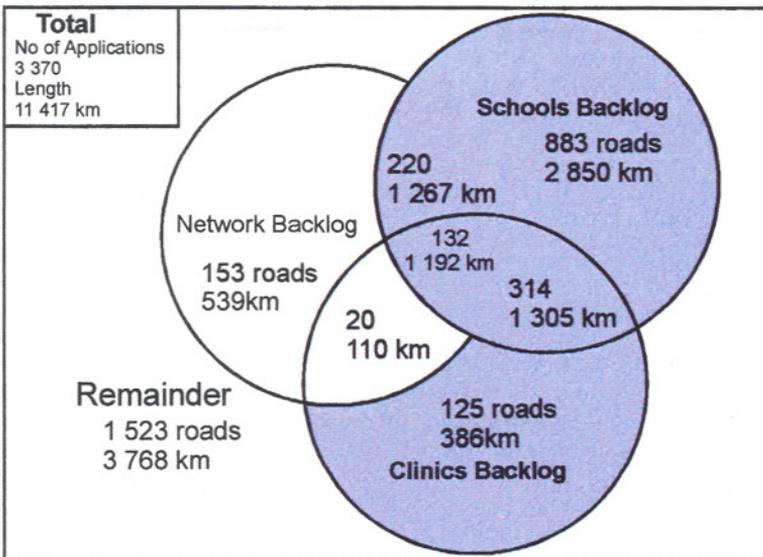 Total
No of Applications
3 370
Length
11 417 km
Schools Backlog
883 roads
2 850 km
220
1 267 km
Network Backlog
153 roads
539km
132
1 192 km
314
1 305 km
20
110 km
Remainder
1 523 roads
3 768 km
125 roads
386km
Clinics Backlog